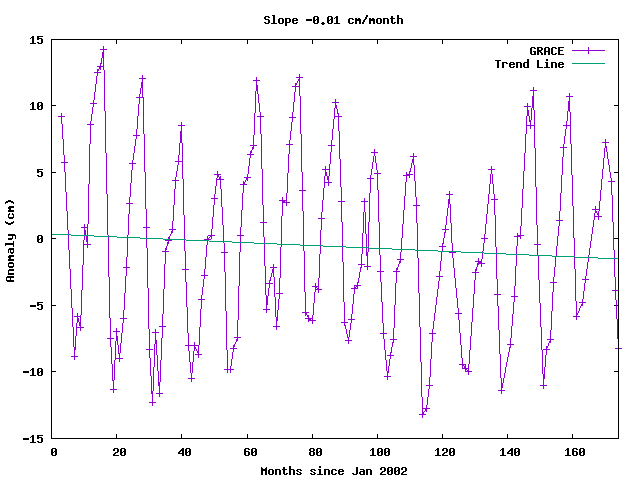 Slope -0.01 cm/month
GRACE
Trend Line
15
10
5
0
-5
-10
-15
Anomaly (cm)
0 20 40 60 80 100 120 140 160
Months since Jan 2002